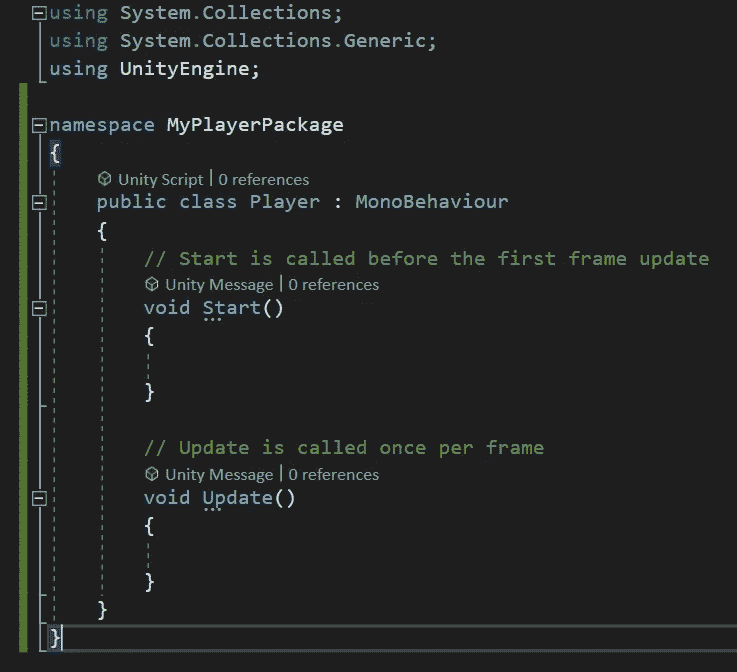 using System.Collections;
using System.Collections.Generic;
using UnityEngine;
namespace MyPlayerPackage
{
Unity Script | 0 references
public class Player : MonoBehaviour
{
// Start is called before the first frame update
Unity Message | 0 references
void Start()
{
}
// Update is called once per frame
Unity Message | 0 references
void Update()
{
}
}
}